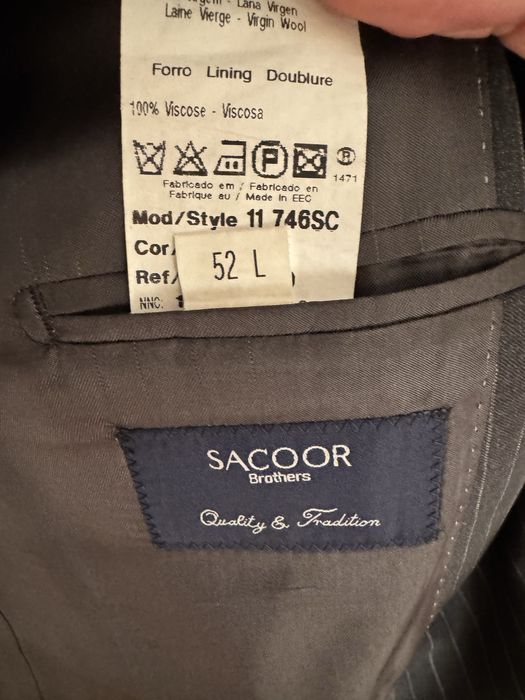 Lana Virgen
Laine Vierge - Virgin Wool
Forro Lining Doublure
100% Viscose - Viscosa
P
R
1471
Fabricado em / Fabricado en
Fabrique au / Made in EEC
Mod/Style 11 746SC
Cor/
Ref/
52 L
NNC:
SACOOR
Brothers
Quality & Tradition